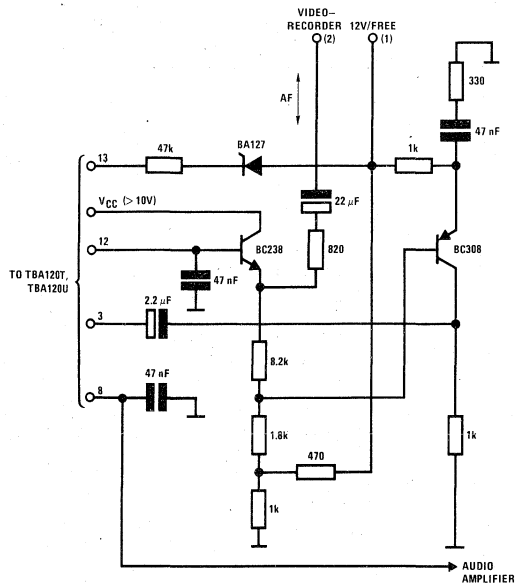 VIDEO–
RECORDER
(2)
12V/FREE
(1)
330
AF
47 nF
13
47k
BA127
1k
VCC (> 10V)
22 µF
12
BC238
820
BC308
TO TBA120T,
TBA120U
47 nF
2.2 µF
3
8.2k
47 nF
8
1.8k
470
1k
1k
AUDIO
AMPLIFIER